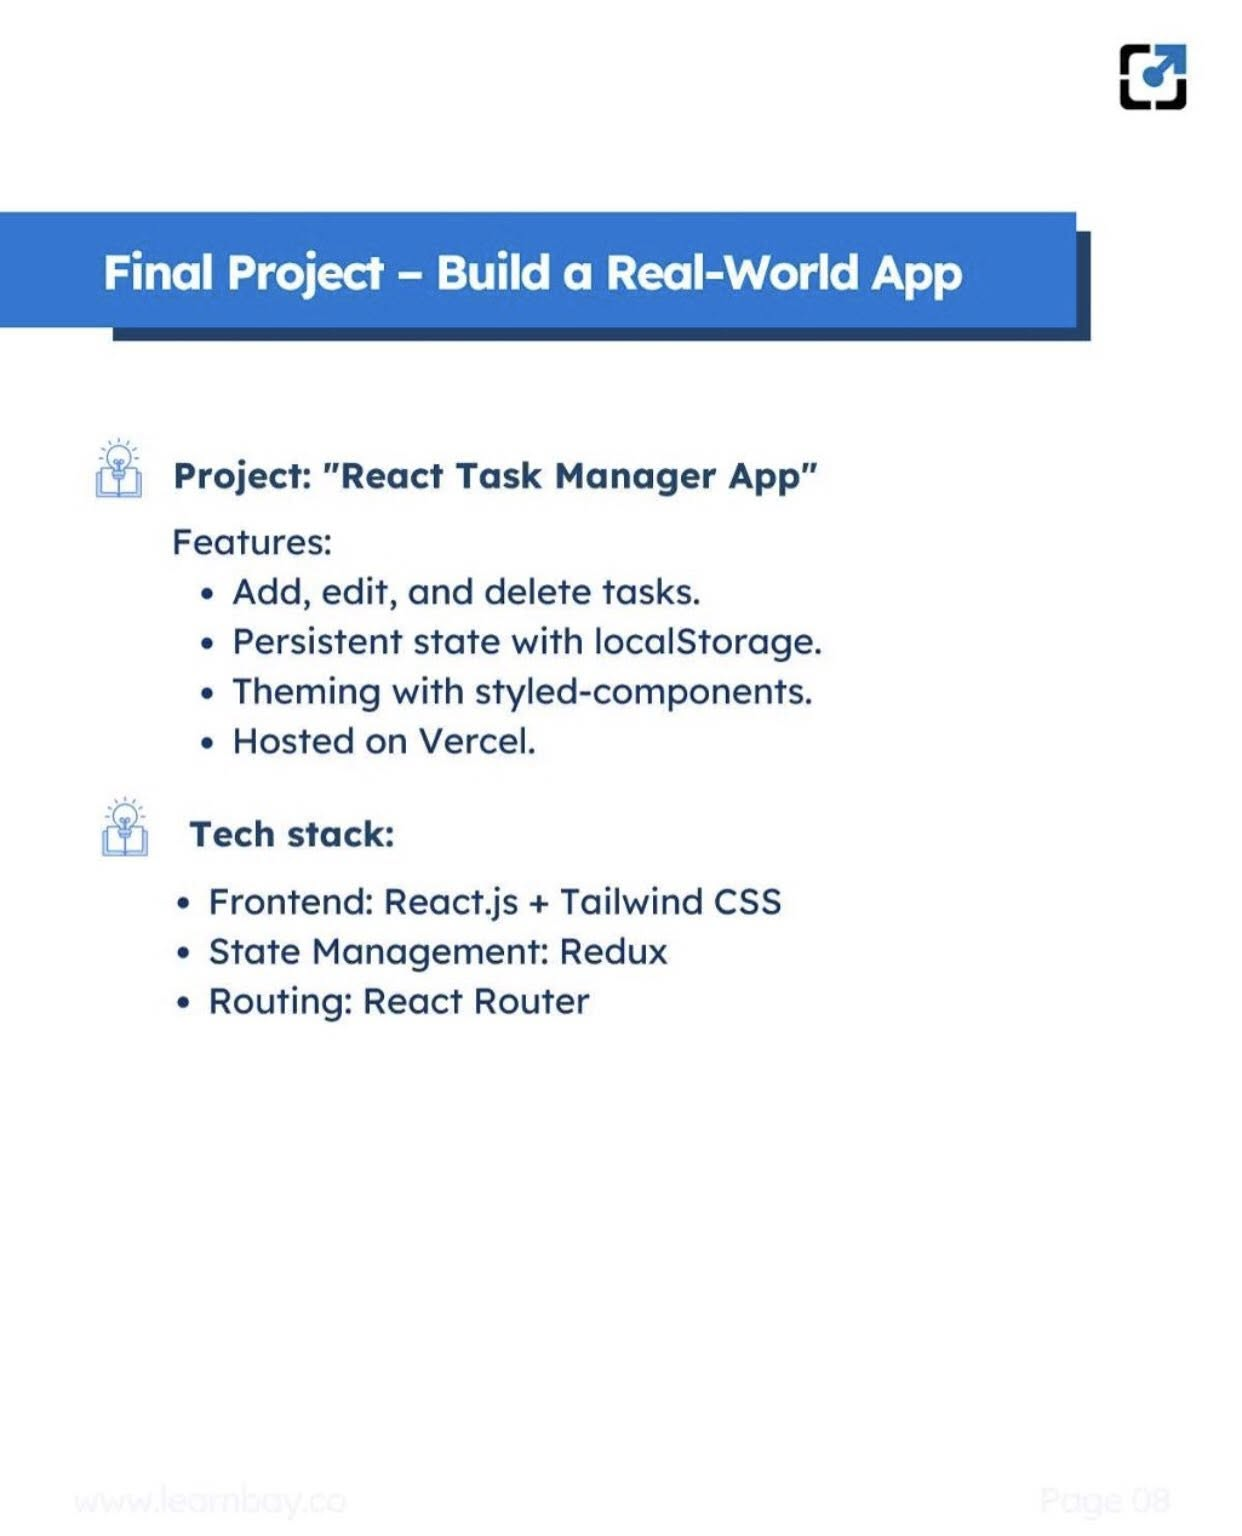 Final Project – Build a Real-World App
Project: "React Task Manager App"
Features:
• Add, edit, and delete tasks.
• Persistent state with localStorage.
• Theming with styled-components.
• Hosted on Vercel.
Tech stack:
• Frontend: React.js + Tailwind CSS
• State Management: Redux
• Routing: React Router
www.learnbay.co
Page 08